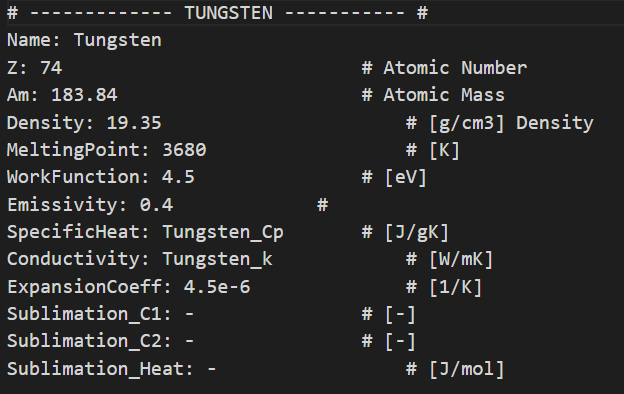 # ------------- TUNGSTEN ----------- #
Name: Tungsten
Z: 74 # Atomic Number
Am: 183.84 # Atomic Mass
Density: 19.35 # [g/cm3] Density
MeltingPoint: 3680 # [K]
WorkFunction: 4.5 # [eV]
Emissivity: 0.4 #
SpecificHeat: Tungsten_Cp # [J/gK]
Conductivity: Tungsten_k # [W/mK]
ExpansionCoeff: 4.5e-6 # [1/K]
Sublimation_C1: - # [-]
Sublimation_C2: - # [-]
Sublimation_Heat: - # [J/mol]